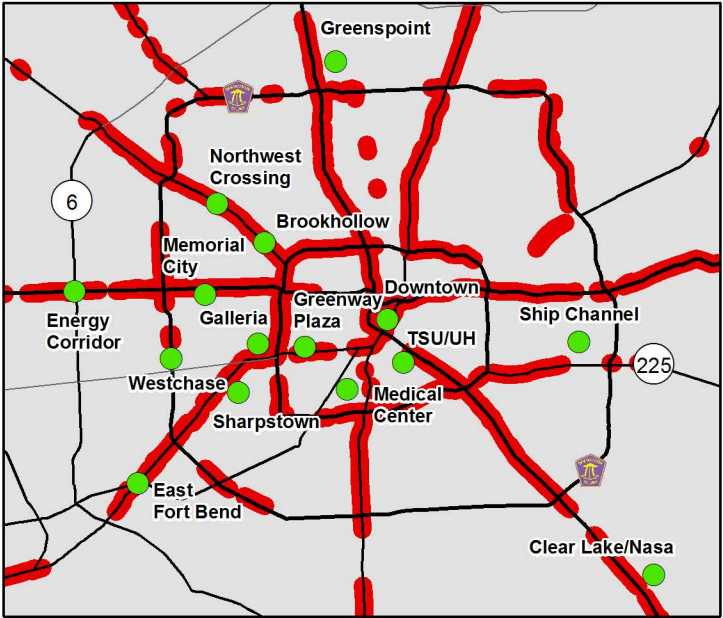 Greenspoint
Northwest
Crossing
6
Brookhollow
Memorial
City
Downtown
Greenway
Plaza
Ship Channel
Energy
Corridor
Galleria
TSU/UH
225
Westchase
Medical
Center
Sharpstown
East
Fort Bend
Clear Lake/Nasa